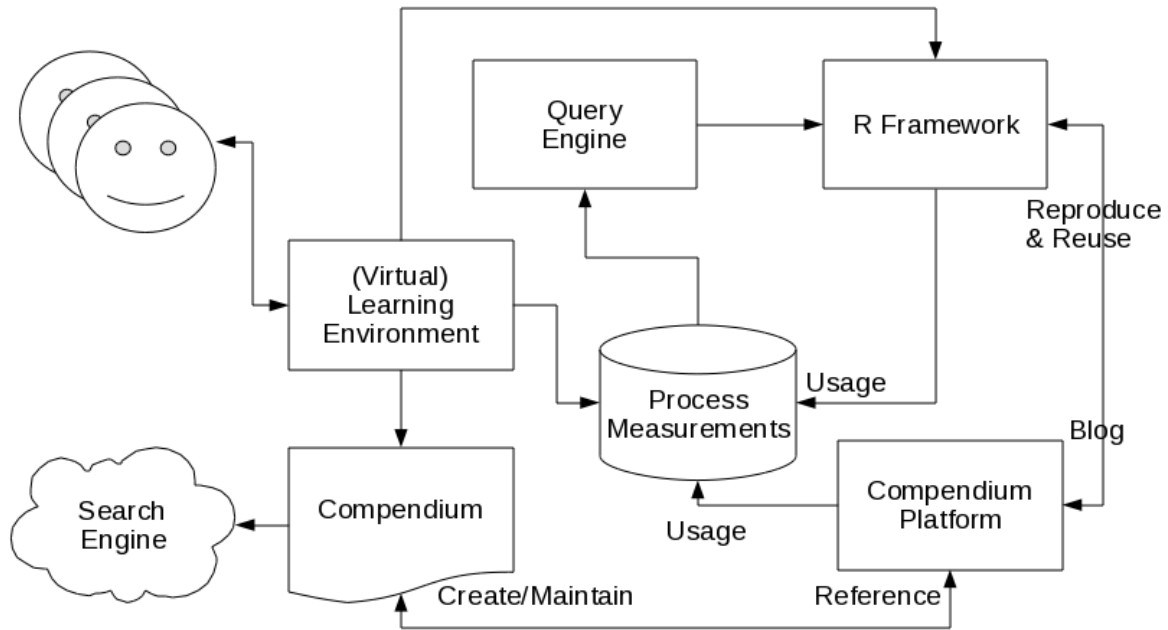 Query
Engine
R Framework
Reproduce
& Reuse
(Virtual)
Learning
Environment
Process
Measurements
Usage
Blog
Compendium
Platform
Usage
Search
Engine
Compendium
Create/Maintain
Reference